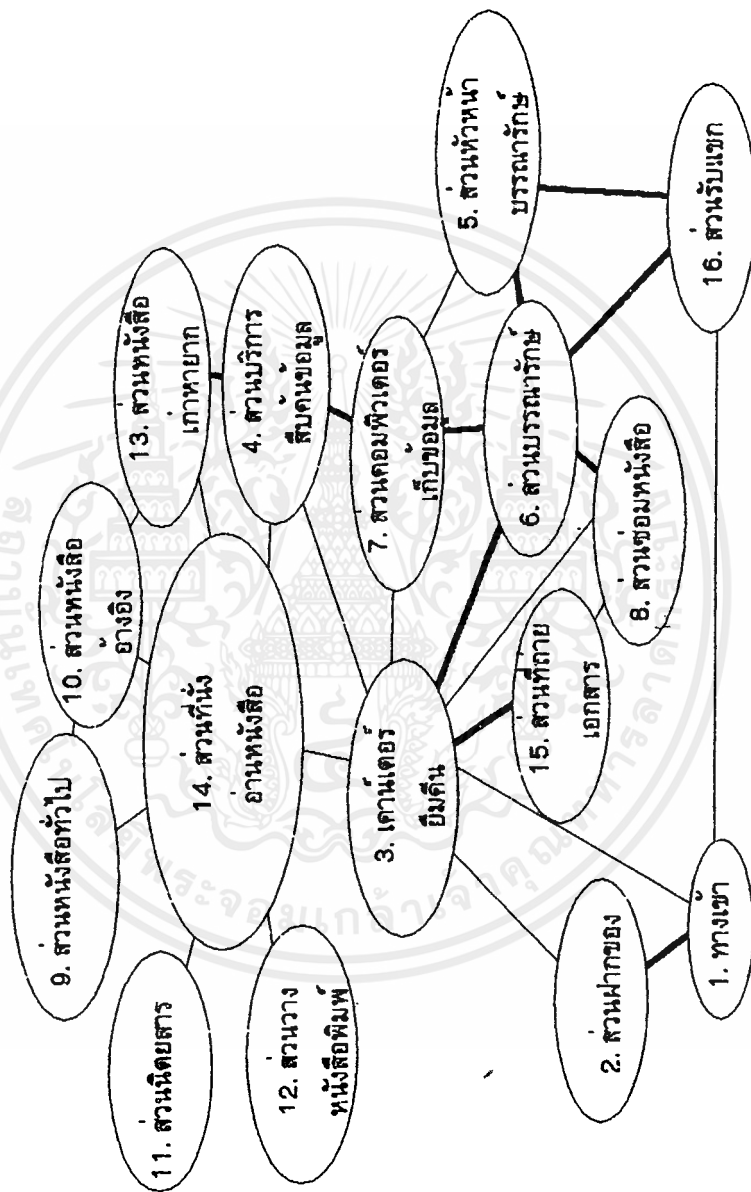 1. ทางเข้า
2. ส่วนฝากของ
3. เคาน์เตอร์
ยืมคืน
4. ส่วนบริการ
สืบค้นข้อมูล
5. ส่วนหัวหน้า
บรรณารักษ์
6. ส่วนบรรณารักษ์
7. ส่วนคอมพิวเตอร์
เก็บข้อมูล
8. ส่วนซ่อมหนังสือ
9. ส่วนหนังสือทั่วไป
10. ส่วนหนังสือ
อ้างอิง
11. ส่วนนิตยสาร
12. ส่วนวาง
หนังสือพิมพ์
13. ส่วนหนังสือ
เก่าหายาก
14. ส่วนที่นั่ง
อ่านหนังสือ
15. ส่วนที่ถ่าย
เอกสาร
16. ส่วนรับแขก